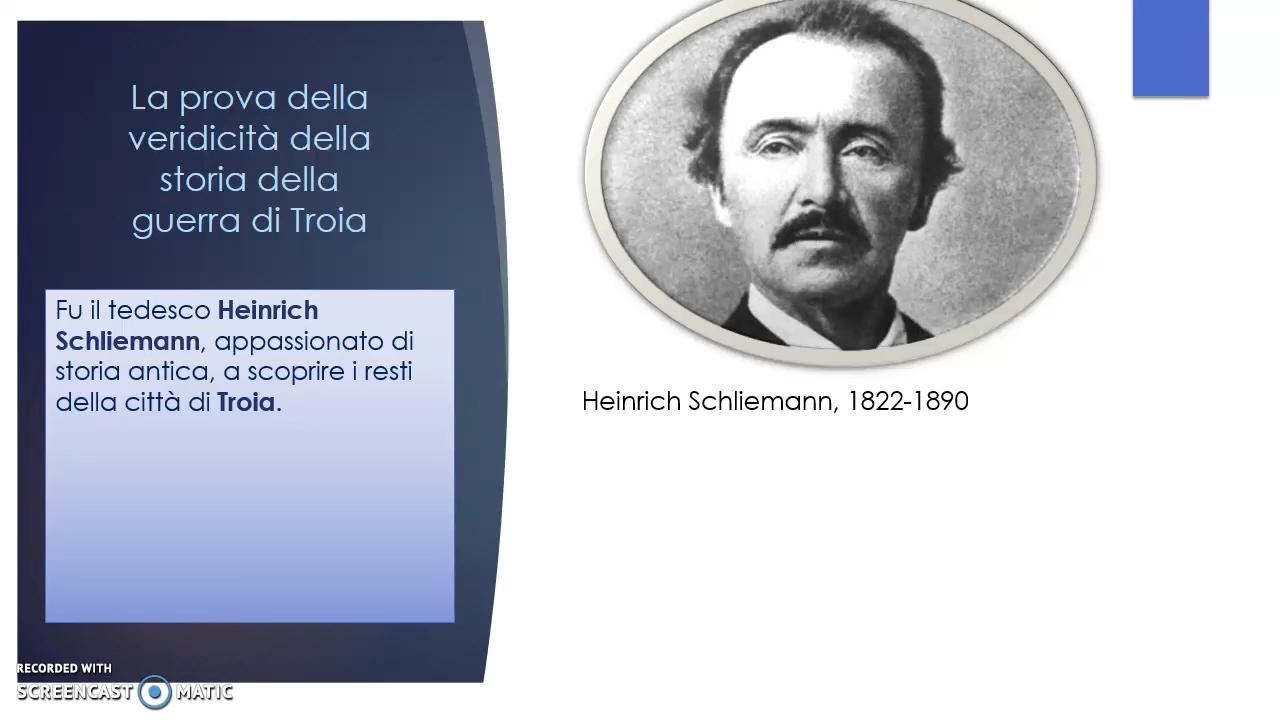 La prova della
veridicità della
storia della
guerra di Troia
Fu il tedesco Heinrich
Schliemann, appassionato di
storia antica, a scoprire i resti
della città di Troia.
Heinrich Schliemann, 1822-1890
RECORDED WITH
SCREENCAST MATIC